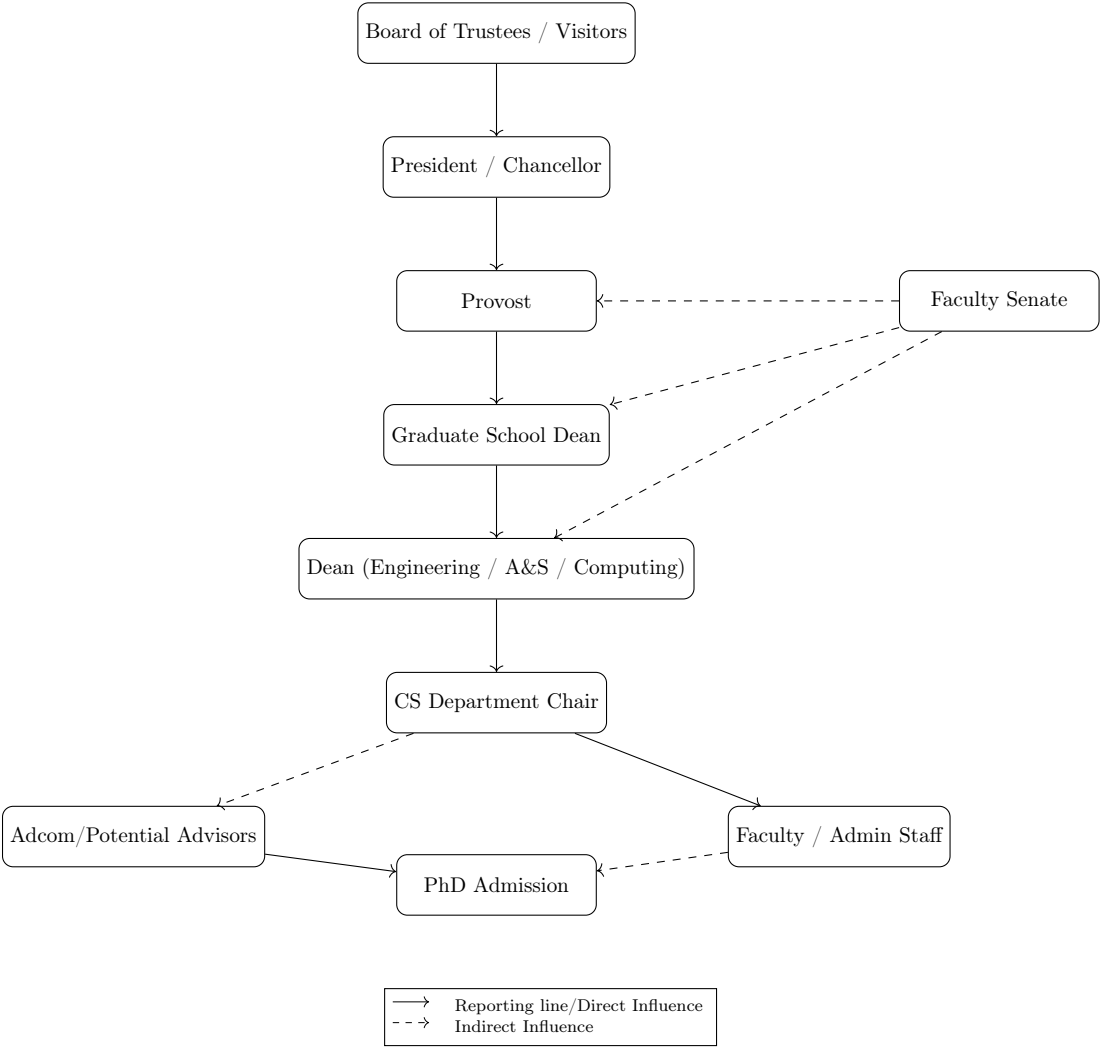 Board of Trustees / Visitors
President / Chancellor
Provost
Faculty Senate
Graduate School Dean
Dean (Engineering / A&S / Computing)
CS Department Chair
Adcom/Potential Advisors
Faculty / Admin Staff
PhD Admission
Reporting line/Direct Influence
Indirect Influence